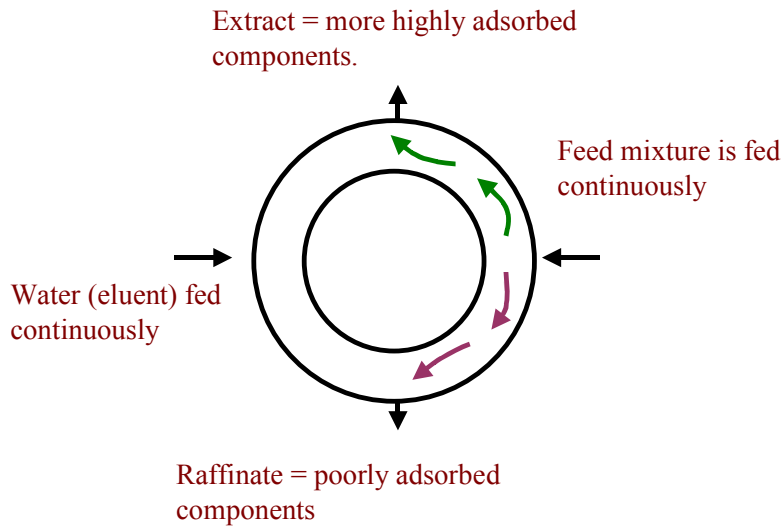 Extract = more highly adsorbed
components.
Feed mixture is fed
continuously
Water (eluent) fed
continuously
Raffinate = poorly adsorbed
components